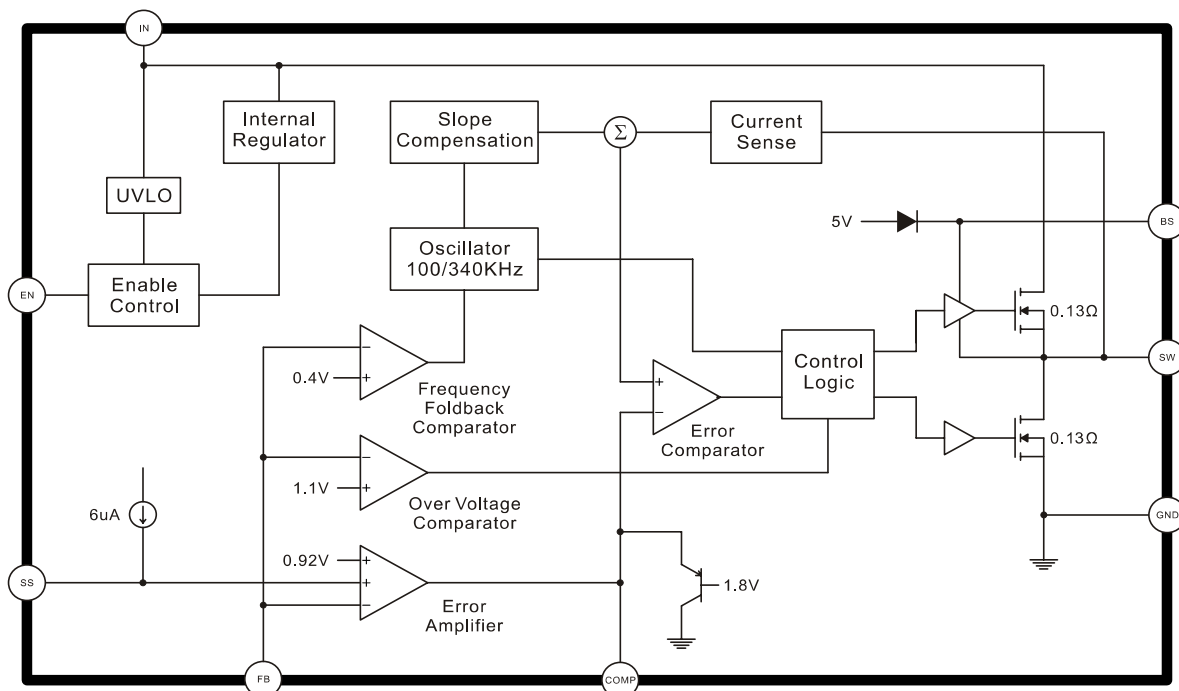 IN
Internal
Regulator
Slope
Compensation
Σ
Current
Sense
UVLO
5V
BS
Oscillator
100/340KHz
EN
Enable
Control
0.13Ω
−
0.4V
+
Frequency
Foldback
Comparator
Control
Logic
SW
+
−
Error
Comparator
0.13Ω
−
1.1V
+
Over Voltage
Comparator
6uA
GND
0.92V
+
SS
+
−
Error
Amplifier
1.8V
FB
COMP